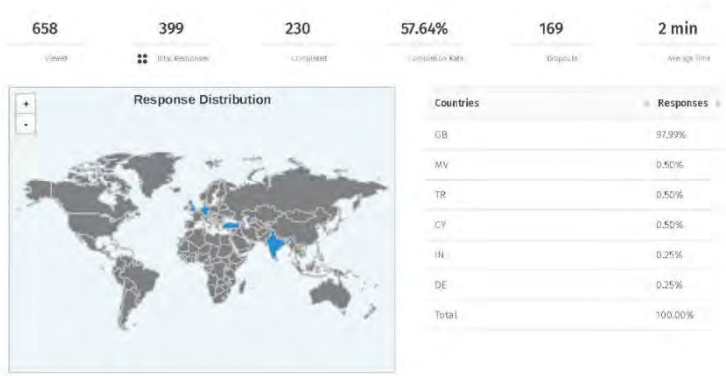 658 399 230 57.64% 169 2 min
Viewed Total Responses Completed Completion Rate Dropouts Average Time
+ Response Distribution
-
Countries Responses
GB 97.99%
MV 0.50%
TR 0.50%
CY 0.50%
IN 0.25%
DE 0.25%
Total 100.00%